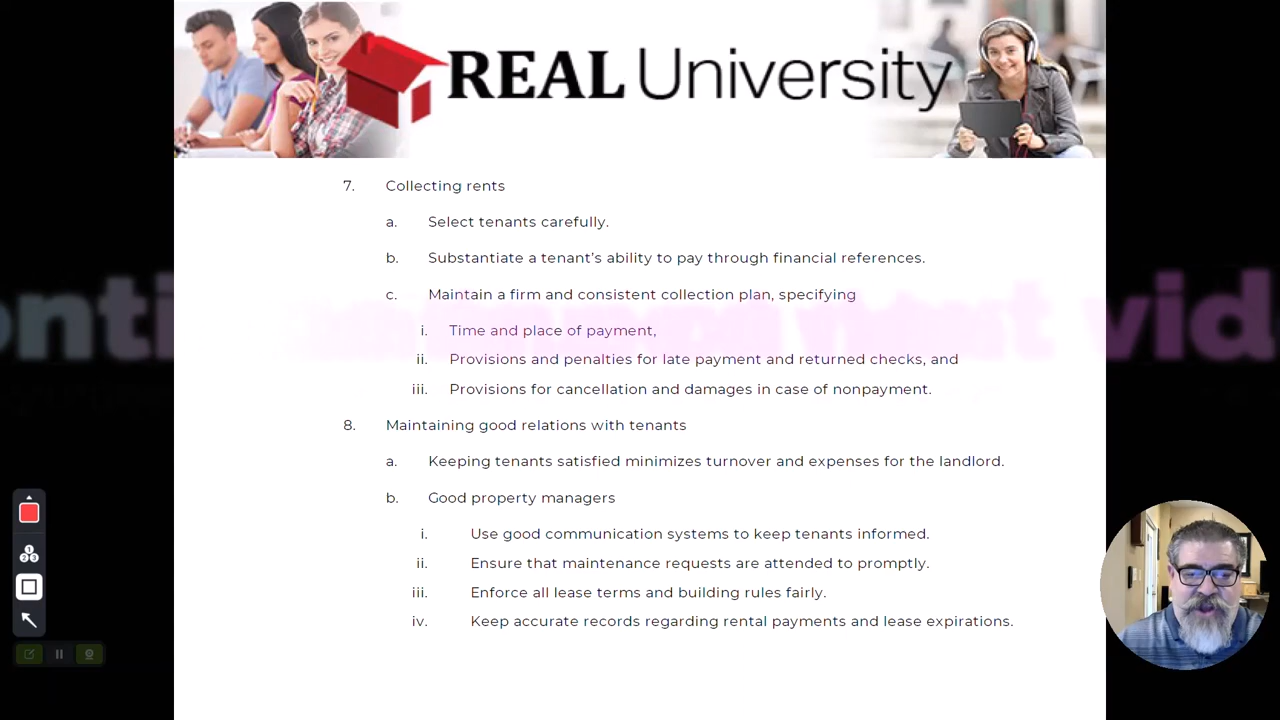 REAL University
7. Collecting rents
a. Select tenants carefully.
b. Substantiate a tenant’s ability to pay through financial references.
c. Maintain a firm and consistent collection plan, specifying
i. Time and place of payment,
ii. Provisions and penalties for late payment and returned checks, and
iii. Provisions for cancellation and damages in case of nonpayment.
8. Maintaining good relations with tenants
a. Keeping tenants satisfied minimizes turnover and expenses for the landlord.
b. Good property managers
i. Use good communication systems to keep tenants informed.
ii. Ensure that maintenance requests are attended to promptly.
iii. Enforce all lease terms and building rules fairly.
iv. Keep accurate records regarding rental payments and lease expirations.